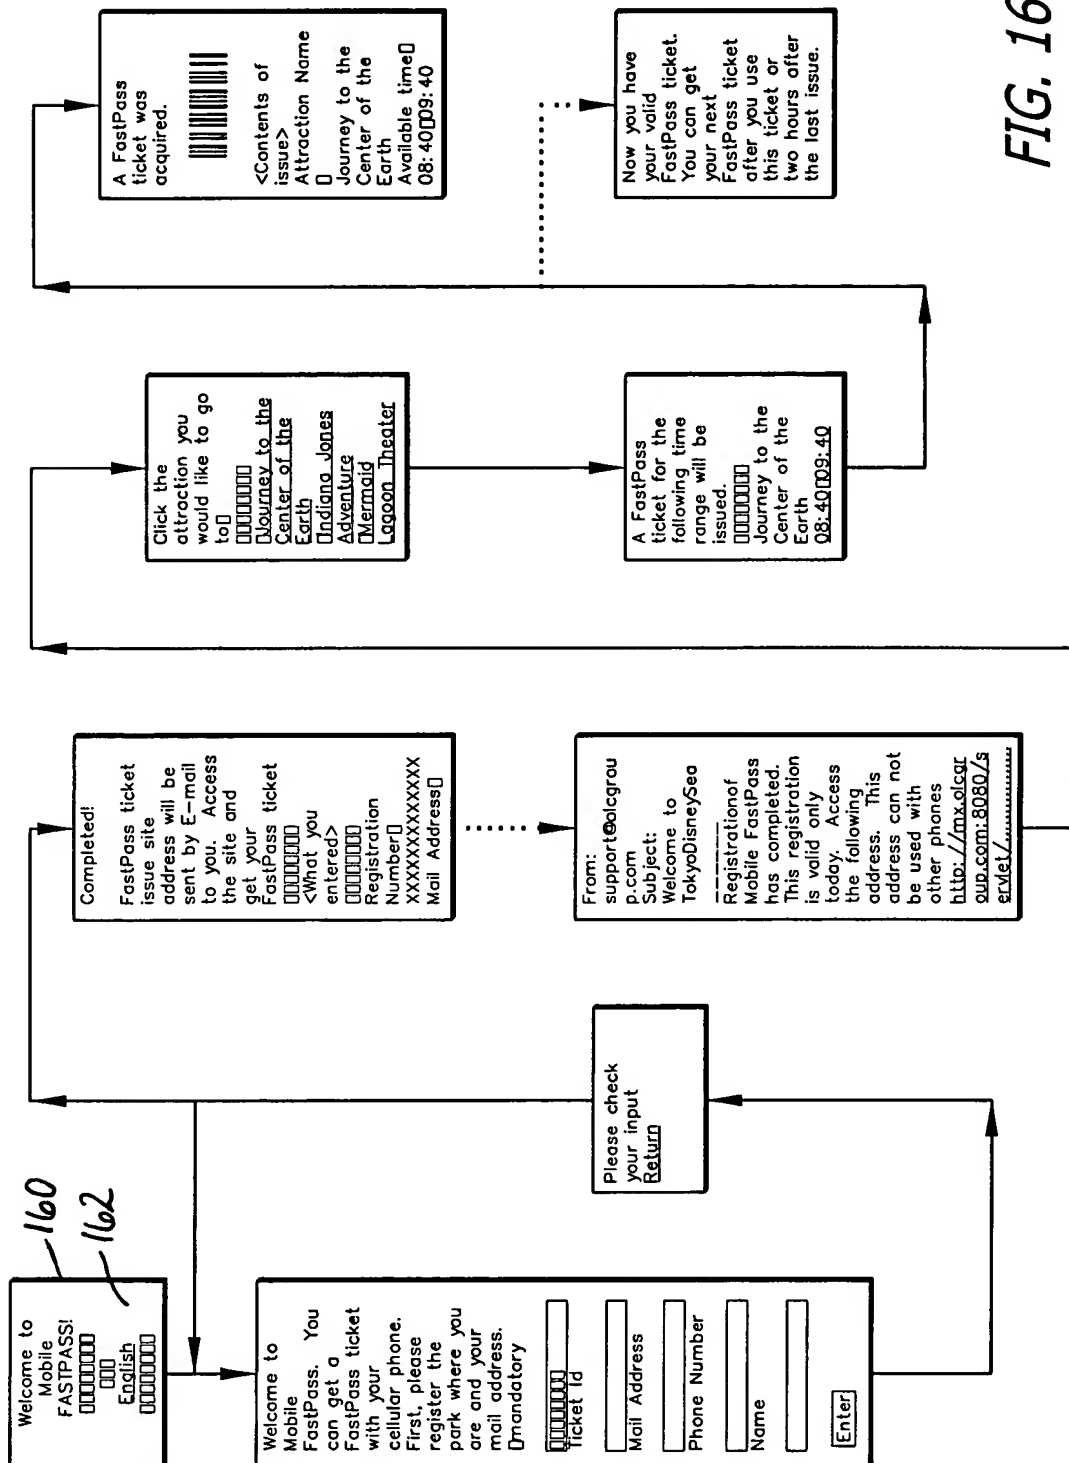 Welcome to
Mobile
FASTPASS!
▯▯▯▯▯▯▯▯
▯▯▯
English
▯▯▯▯▯▯▯▯
160
162
Welcome to
Mobile
FastPass. You
can get a
FastPass ticket
with your
cellular phone.
First, please
register the
park where you
are and your
mail address.
▯mandatory
▯▯▯▯▯▯▯▯
Ticket Id
Mail Address
Phone Number
Name
Enter
Please check
your input
Return
Completed!
FastPass ticket
issue site
address will be
sent by E-mail
to you. Access
the site and
get your
FastPass ticket
▯▯▯▯▯▯▯▯
<What you
entered>
▯▯▯▯▯▯▯▯
Registration
Number▯
XXXXXXXXXXXXX
Mail Address▯
From:
support@olcgrou
p.com
Subject:
Welcome to
TokyoDisneySea
------
Registrationof
Mobile FastPass
has completed.
This registration
is valid only
today. Access
the following
address. This
address can not
be used with
other phones
http://mx.olcgr
oup.com:8080/s
ervlet/..................
Click the
attraction you
would like to go
to▯
▯▯▯▯▯▯▯▯
▯Journey to the
Center of the
Earth
▯Indiana Jones
Adventure
▯Mermaid
Lagoon Theater
A FastPass
ticket for the
following time
range will be
issued.
▯▯▯▯▯▯▯▯
Journey to the
Center of the
Earth
08:40▯09:40
A FastPass
ticket was
acquired.
<Contents of
issue>
Attraction Name
▯
Journey to the
Center of the
Earth
Available time▯
08:40▯09:40
Now you have
your valid
FastPass ticket.
You can get
your next
FastPass ticket
after you use
this ticket or
two hours after
the last issue.
FIG. 16